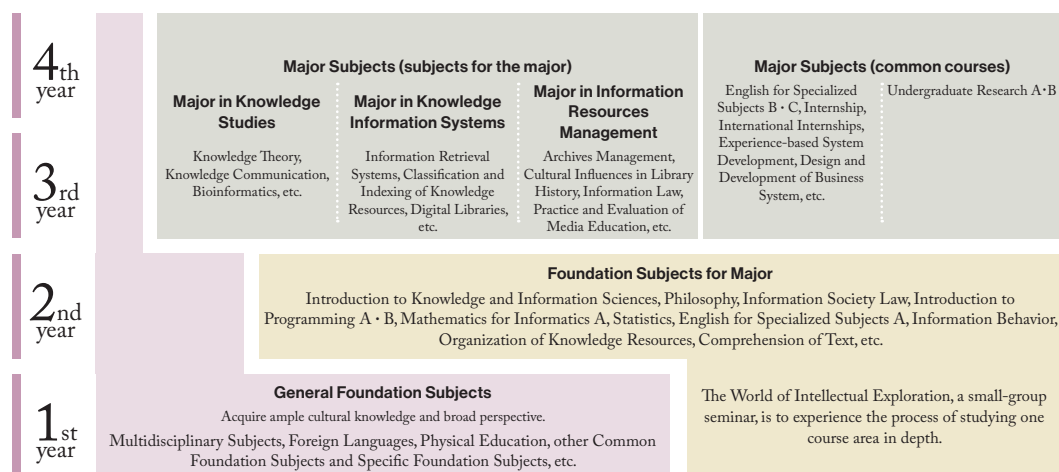 4th
year
Major Subjects (subjects for the major)
Major in Knowledge
Studies
Knowledge Theory,
Knowledge Communication,
Bioinformatics, etc.
Major in Knowledge
Information Systems
Information Retrieval
Systems, Classification and
Indexing of Knowledge
Resources, Digital Libraries,
etc.
Major in Information
Resources
Management
Archives Management,
Cultural Influences in Library
History, Information Law,
Practice and Evaluation of
Media Education, etc.
Major Subjects (common courses)
English for Specialized
Subjects B・C, Internship,
International Internships,
Experience-based System
Development, Design and
Development of Business
System, etc.
Undergraduate Research A・B
3rd
year
2nd
year
Foundation Subjects for Major
Introduction to Knowledge and Information Sciences, Philosophy, Information Society Law, Introduction to
Programming A・B, Mathematics for Informatics A, Statistics, English for Specialized Subjects A, Information Behavior,
Organization of Knowledge Resources, Comprehension of Text, etc.
1st
year
General Foundation Subjects
Acquire ample cultural knowledge and broad perspective.
Multidisciplinary Subjects, Foreign Languages, Physical Education, other Common
Foundation Subjects and Specific Foundation Subjects, etc.
The World of Intellectual Exploration, a small-group
seminar, is to experience the process of studying one
course area in depth.